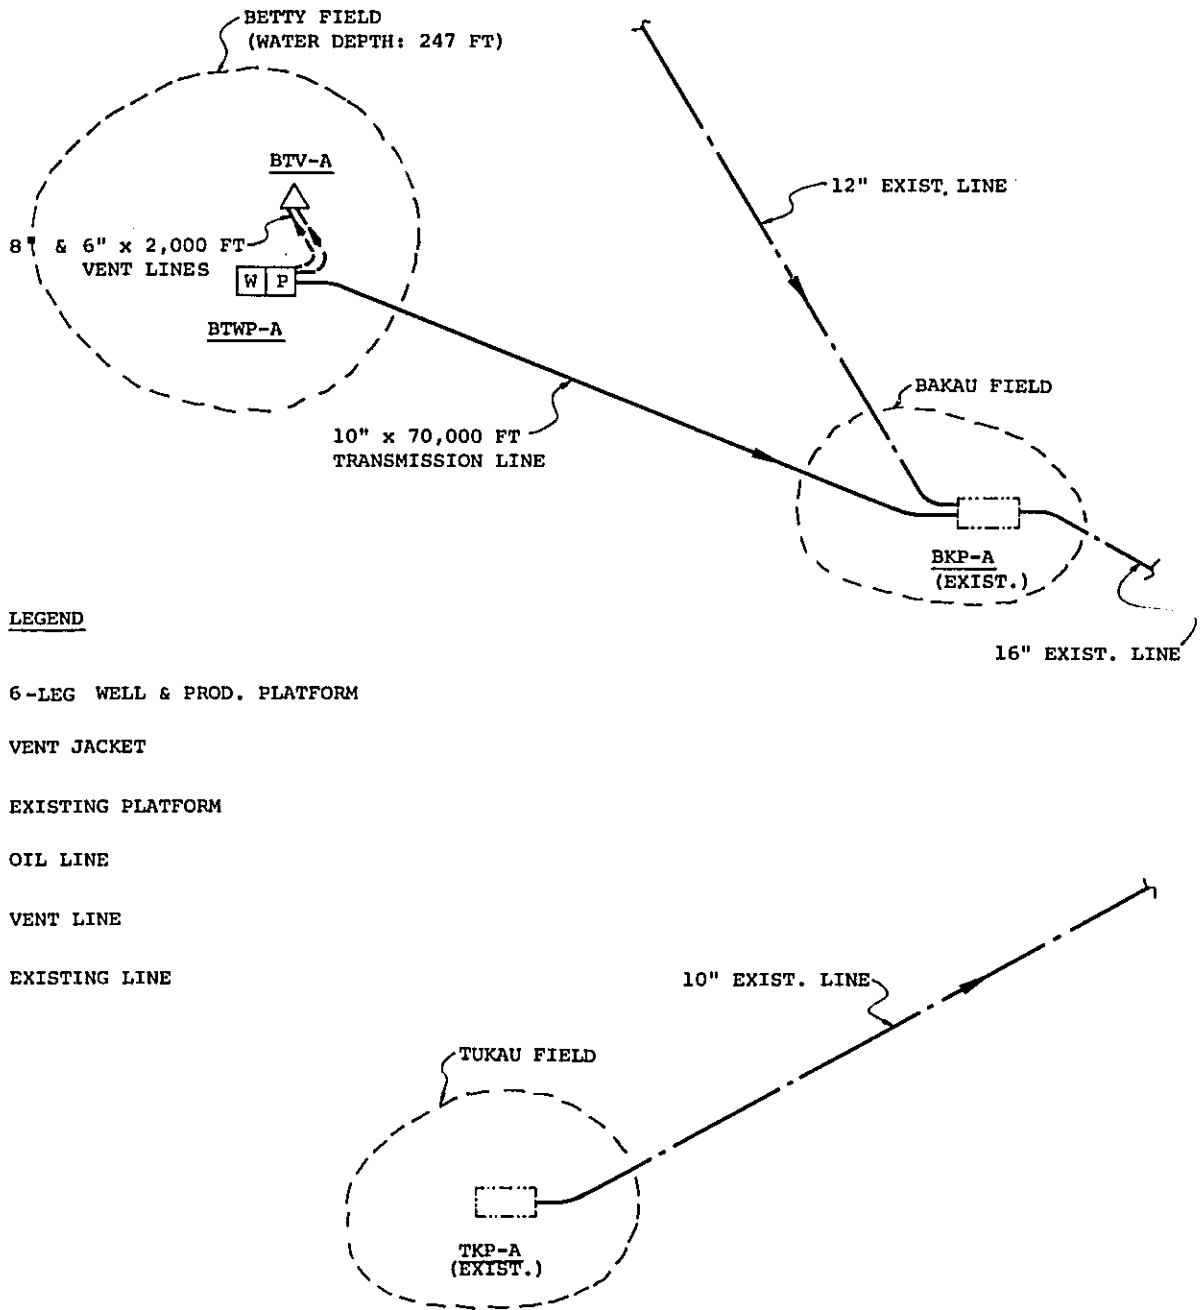 BETTY FIELD
(WATER DEPTH: 247 FT)
BTV-A
12" EXIST. LINE
8" & 6" x 2,000 FT
VENT LINES
W P
BTWP-A
BAKAU FIELD
10" x 70,000 FT
TRANSMISSION LINE
BKP-A
(EXIST.)
16" EXIST. LINE
LEGEND
6-LEG WELL & PROD. PLATFORM
VENT JACKET
EXISTING PLATFORM
OIL LINE
VENT LINE
EXISTING LINE
10" EXIST. LINE
TUKAU FIELD
TKP-A
(EXIST.)